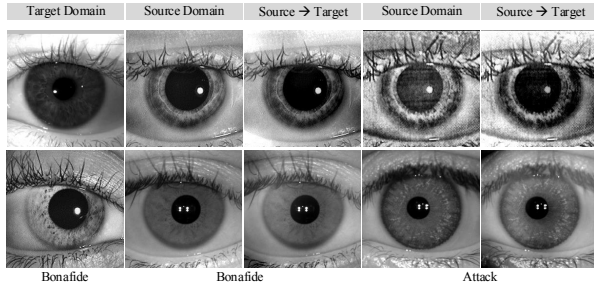 Target Domain Source Domain Source → Target Source Domain Source → Target
Bonafide Bonafide Attack